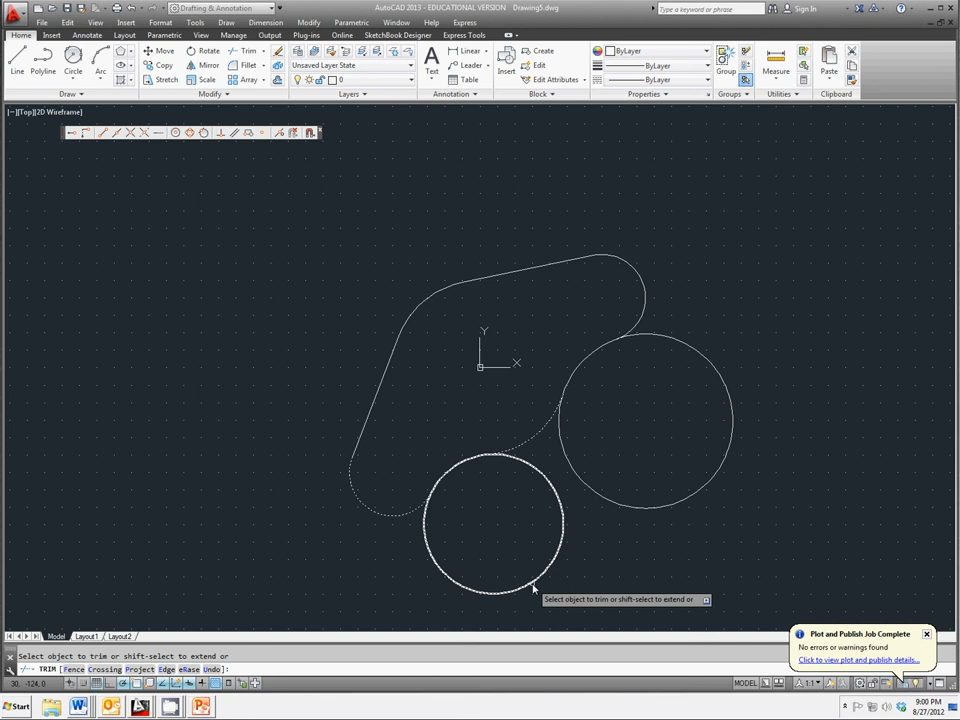 Drafting & Annotation
AutoCAD 2013 - EDUCATIONAL VERSION Drawing5.dwg
Type a keyword or phrase
Sign In
File Edit View Insert Format Tools Draw Dimension Modify Parametric Window Help Express
Home Insert Annotate Layout Parametric View Manage Output Plug-ins Online SketchBook Designer Express Tools
Line Polyline Circle Arc
Move Rotate Trim
Copy Mirror Fillet
Stretch Scale Array
Unsaved Layer State
0
Text
Linear
Leader
Table
Insert
Create
Edit
Edit Attributes
ByLayer
ByLayer
ByLayer
Group
Measure
Paste
Draw Modify Layers Annotation Block Properties Groups Utilities Clipboard
[−][Top][2D Wireframe]
Y
X
Select object to trim or shift-select to extend or
Plot and Publish Job Complete
No errors or warnings found
Click to view plot and publish details...
Model Layout1 Layout2
Select object to trim or shift-select to extend or
TRIM [Fence Crossing Project Edge eRase Undo]:
30, -124, 0
MODEL
1:1
Start
9:00 PM
8/27/2012